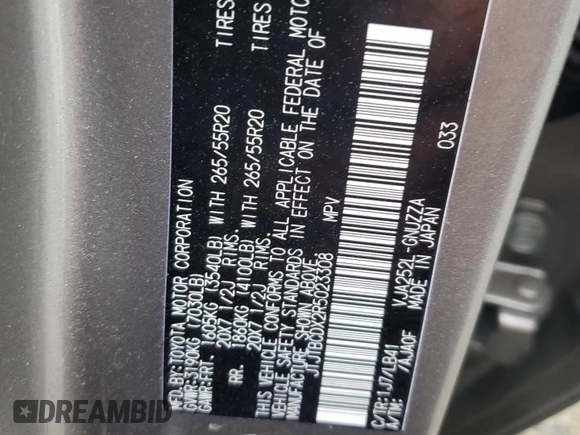 MFD.BY:TOYOTA MOTOR CORPORATION
GVWR:3190KG (7030LB)
GAWR:FRT. 1605KG (3540LB) WITH 265/55R20 TIRES
20X7 1/2J RIMS.
RR. 1860KG (4100LB) WITH 265/55R20 TIRES
20X7 1/2J RIMS.
THIS VEHICLE CONFORMS TO ALL APPLICABLE FEDERAL MOTOR
VEHICLE SAFETY STANDARDS IN EFFECT ON THE DATE OF
MANUFACTURE SHOWN ABOVE.
JTJTBCDX2R5023308 MPV
C/TR:1J7/LB41 VJA252L-GNUZZA
A/TM: /AJA0F MADE IN JAPAN
033
DREAMBID